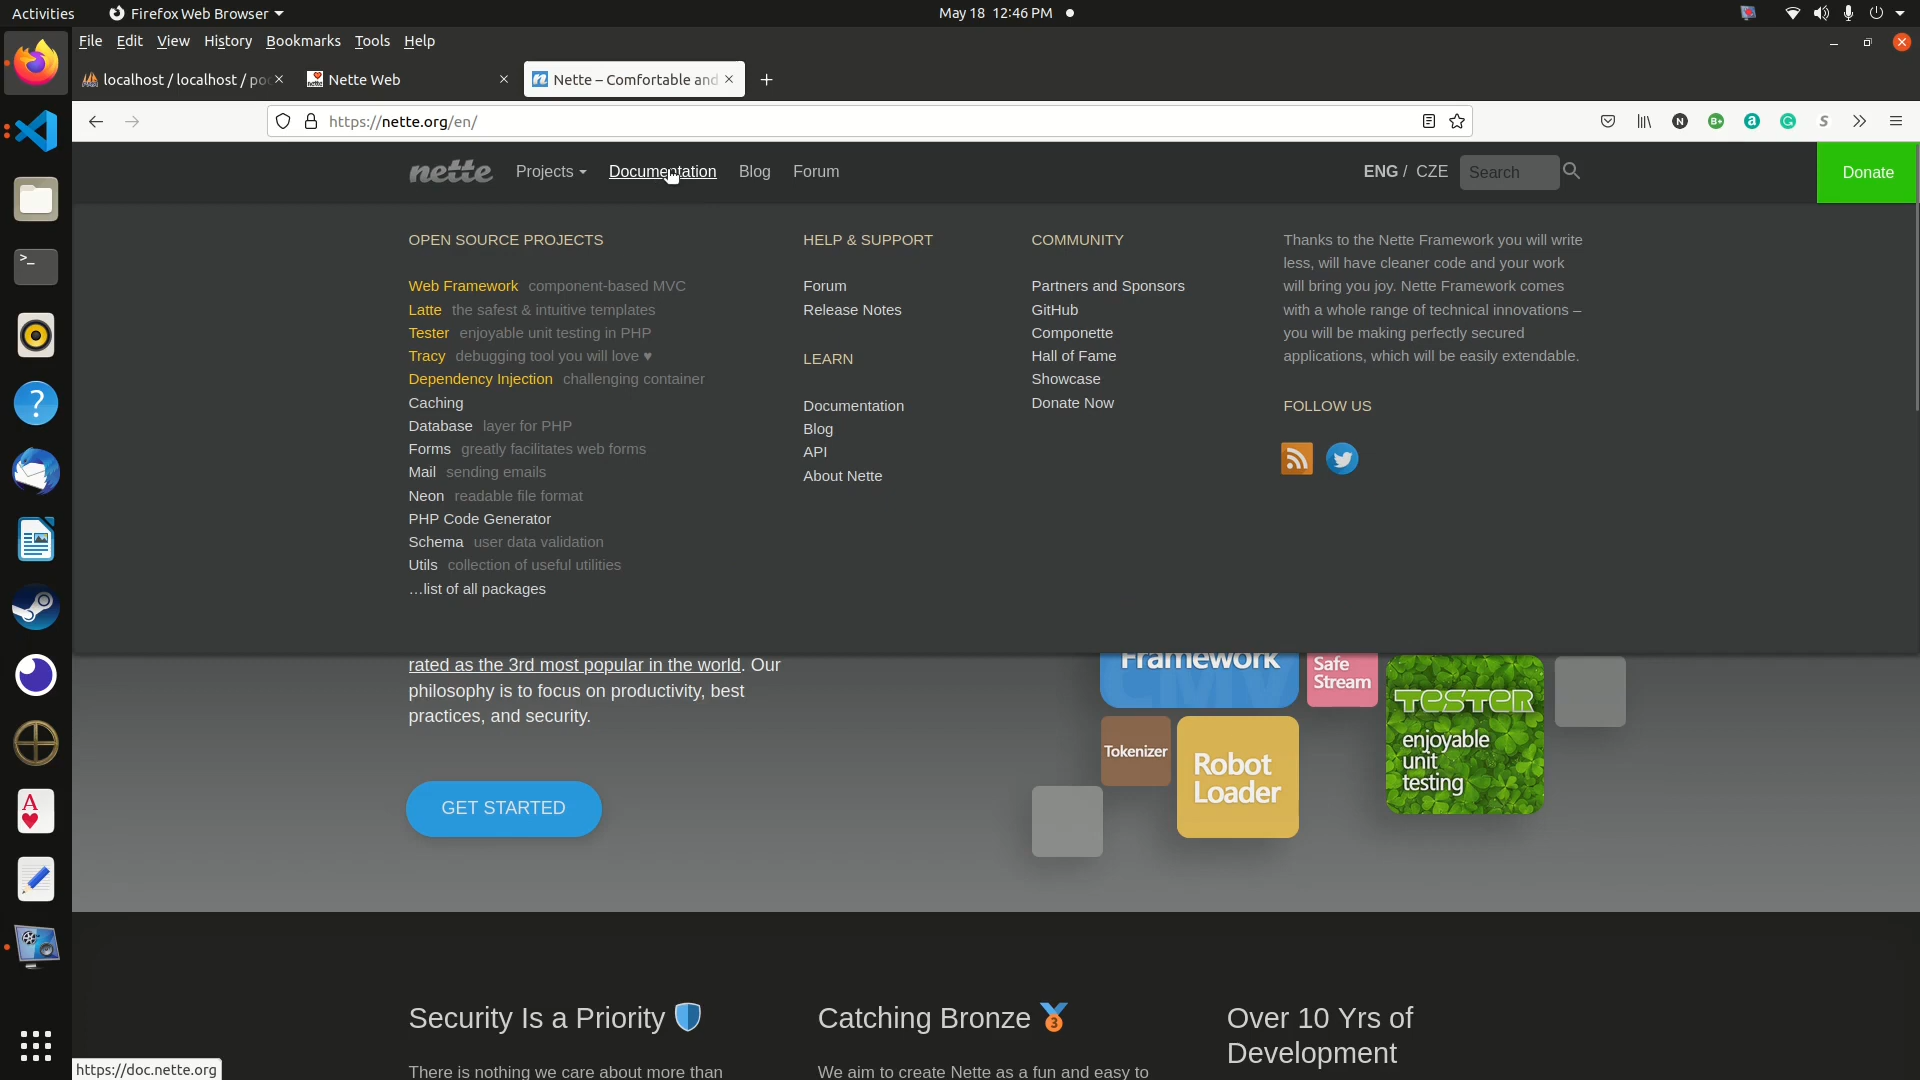 Activities
Firefox Web Browser
May 18 12:46 PM
File Edit View History Bookmarks Tools Help
localhost / localhost / po
Nette Web
Nette – Comfortable and
https://nette.org/en/
nette
Projects
Documentation
Blog
Forum
ENG / CZE
Search
Donate
OPEN SOURCE PROJECTS
Web Framework component-based MVC
Latte the safest & intuitive templates
Tester enjoyable unit testing in PHP
Tracy debugging tool you will love ♥
Dependency Injection challenging container
Caching
Database layer for PHP
Forms greatly facilitates web forms
Mail sending emails
Neon readable file format
PHP Code Generator
Schema user data validation
Utils collection of useful utilities
…list of all packages
HELP & SUPPORT
Forum
Release Notes
LEARN
Documentation
Blog
API
About Nette
COMMUNITY
Partners and Sponsors
GitHub
Componette
Hall of Fame
Showcase
Donate Now
Thanks to the Nette Framework you will write
less, will have cleaner code and your work
will bring you joy. Nette Framework comes
with a whole range of technical innovations –
you will be making perfectly secured
applications, which will be easily extendable.
FOLLOW US
rated as the 3rd most popular in the world. Our
philosophy is to focus on productivity, best
practices, and security.
GET STARTED
Framework
Safe
Stream
TESTER
enjoyable
unit
testing
Tokenizer
Robot
Loader
Security Is a Priority
There is nothing we care about more than
Catching Bronze
We aim to create Nette as a fun and easy to
Over 10 Yrs of
Development
https://doc.nette.org